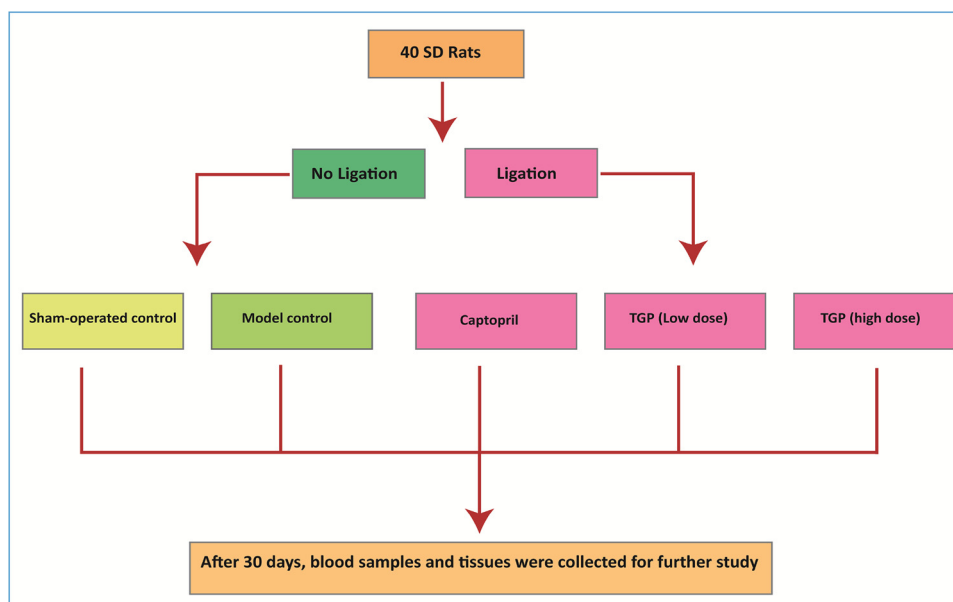 40 SD Rats
No Ligation
Ligation
Sham-operated control
Model control
Captopril
TGP (Low dose)
TGP (high dose)
After 30 days, blood samples and tissues were collected for further study